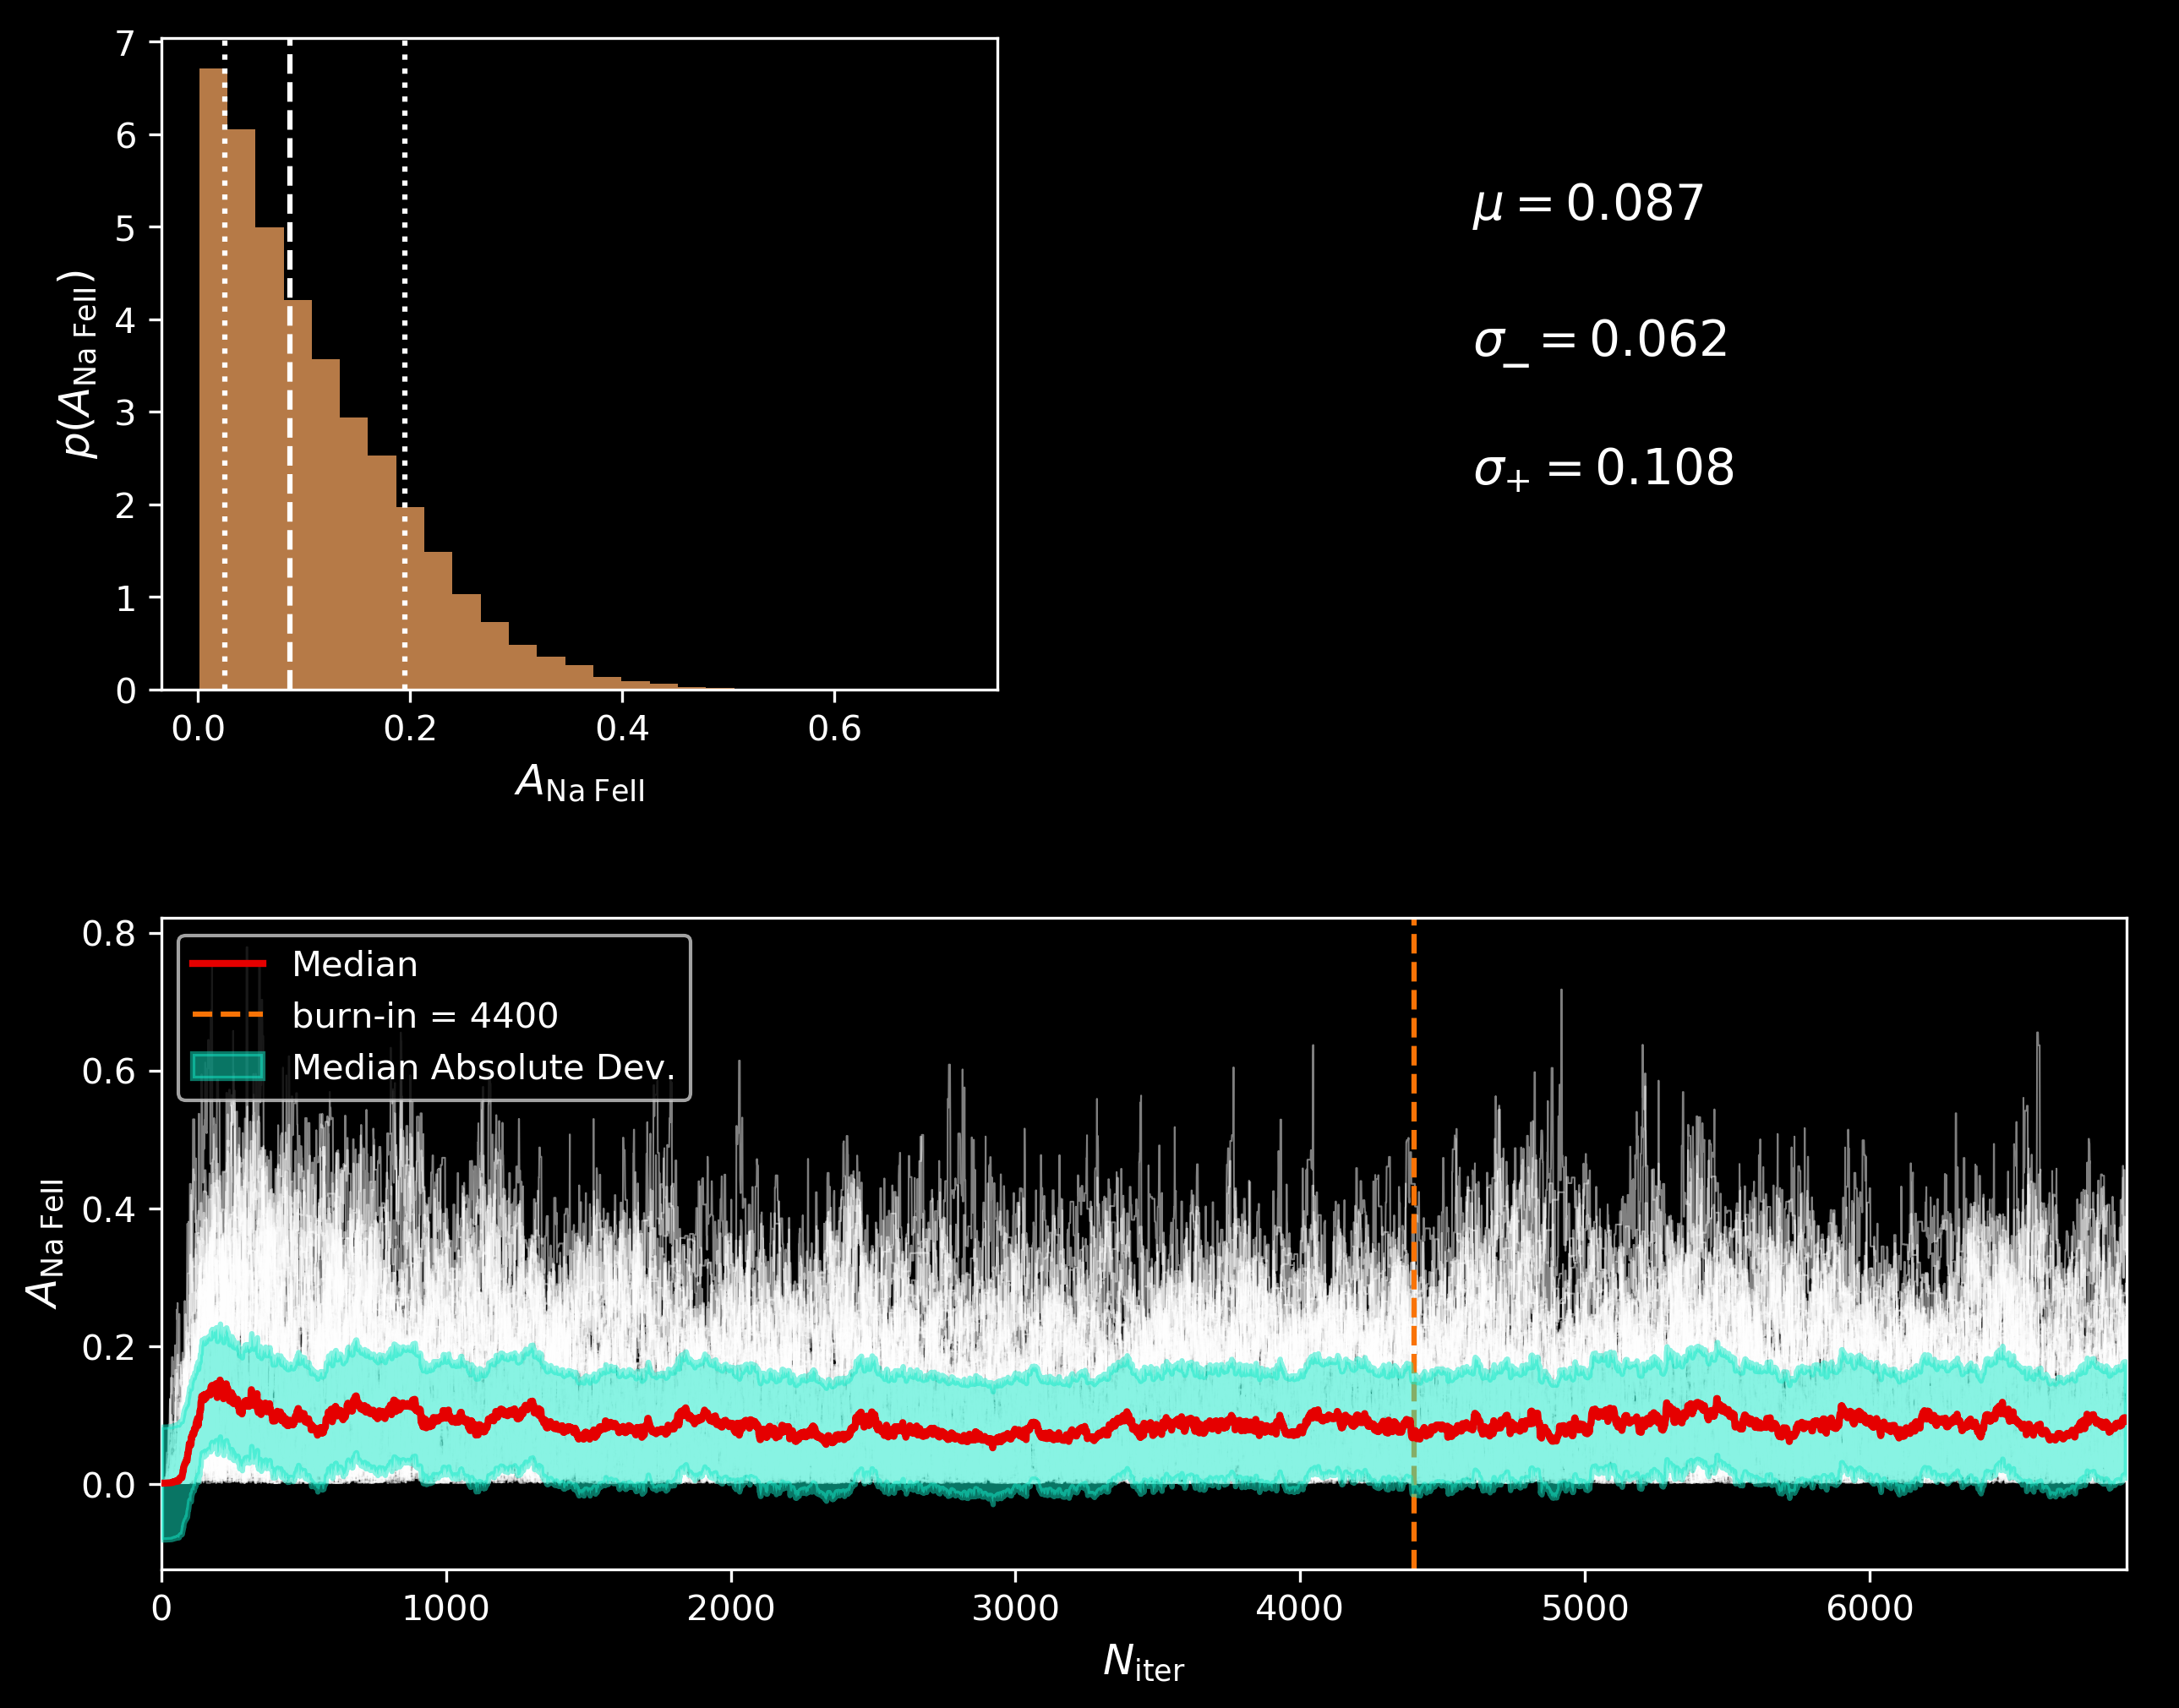 7
6
5
4
3
2
1
0
p(A_Na FeII)
0.0 0.2 0.4 0.6
A_Na FeII
μ = 0.087
σ_− = 0.062
σ_+ = 0.108
0.8
0.6
0.4
0.2
0.0
A_Na FeII
Median
burn-in = 4400
Median Absolute Dev.
0 1000 2000 3000 4000 5000 6000
N_iter